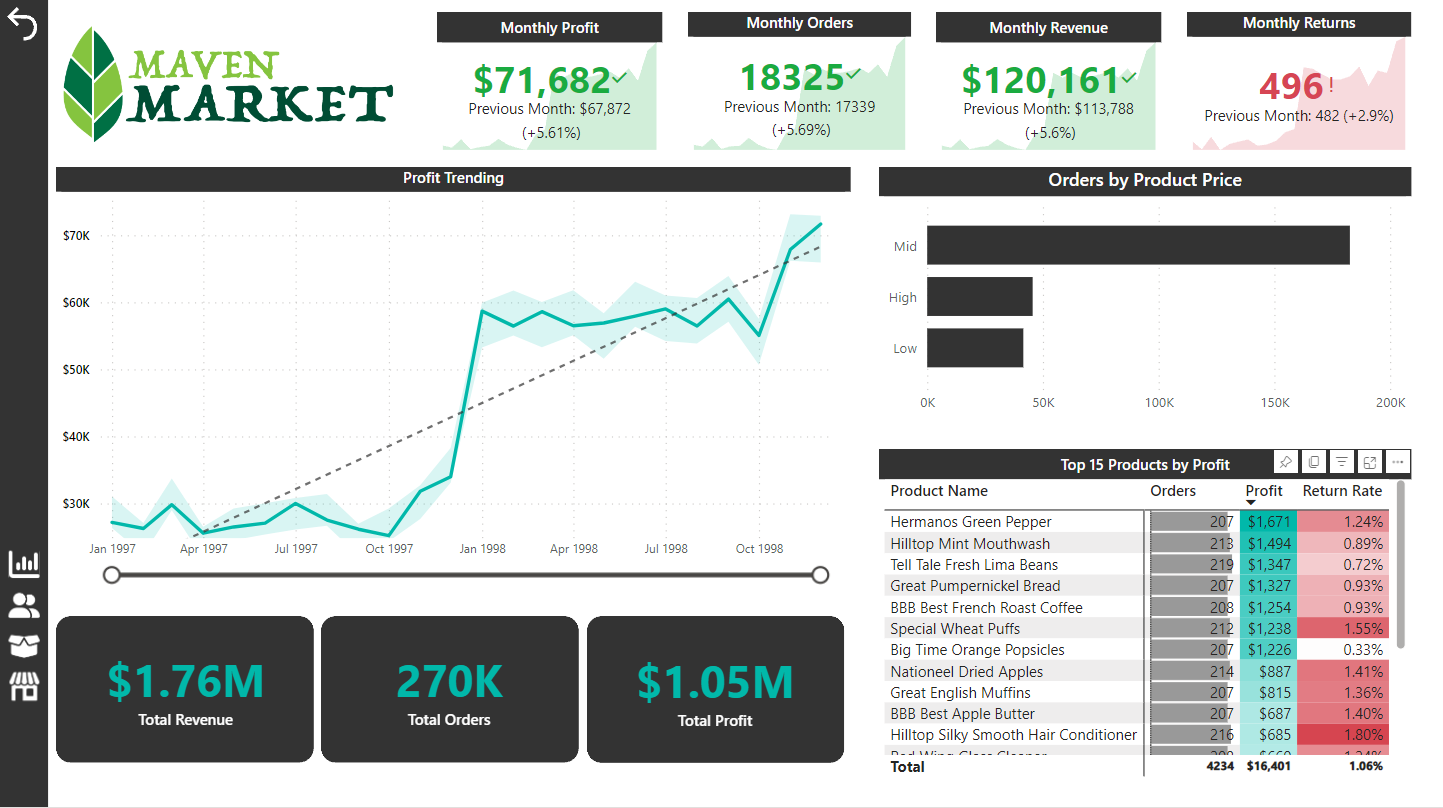 MAVEN
MARKET
Monthly Profit
$71,682
Previous Month: $67,872
(+5.61%)
Monthly Orders
18325
Previous Month: 17339
(+5.69%)
Monthly Revenue
$120,161
Previous Month: $113,788
(+5.6%)
Monthly Returns
496!
Previous Month: 482 (+2.9%)
Profit Trending
$70K
$60K
$50K
$40K
$30K
Jan 1997 Apr 1997 Jul 1997 Oct 1997 Jan 1998 Apr 1998 Jul 1998 Oct 1998
$1.76M
Total Revenue
270K
Total Orders
$1.05M
Total Profit
Orders by Product Price
Mid
High
Low
0K 50K 100K 150K 200K
Top 15 Products by Profit
Product Name Orders Profit Return Rate
Hermanos Green Pepper 207 $1,671 1.24%
Hilltop Mint Mouthwash 213 $1,494 0.89%
Tell Tale Fresh Lima Beans 219 $1,347 0.72%
Great Pumpernickel Bread 207 $1,327 0.93%
BBB Best French Roast Coffee 208 $1,254 0.93%
Special Wheat Puffs 212 $1,238 1.55%
Big Time Orange Popsicles 207 $1,226 0.33%
Nationeel Dried Apples 214 $887 1.41%
Great English Muffins 207 $815 1.36%
BBB Best Apple Butter 207 $687 1.40%
Hilltop Silky Smooth Hair Conditioner 216 $685 1.80%
Total 4234 $16,401 1.06%